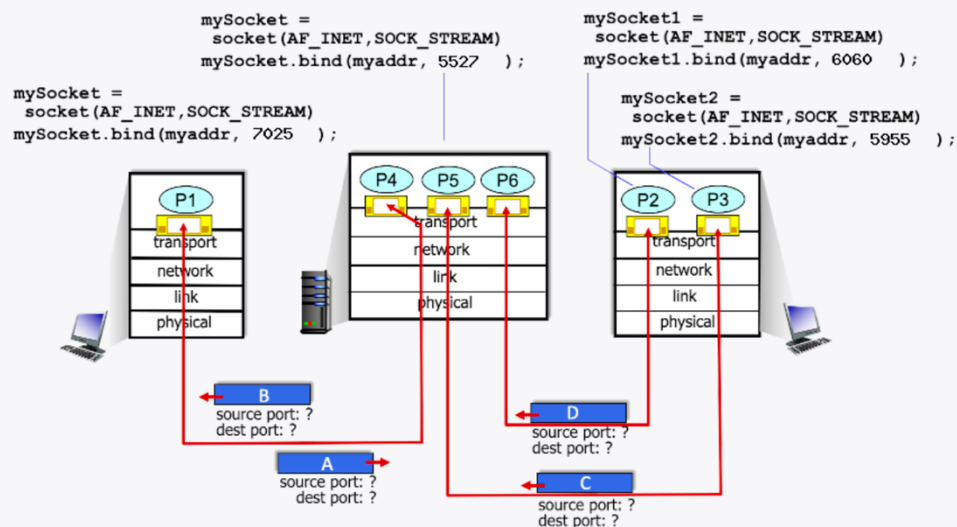 mySocket =
socket(AF_INET,SOCK_STREAM)
mySocket.bind(myaddr, 5527 );
mySocket1 =
socket(AF_INET,SOCK_STREAM)
mySocket1.bind(myaddr, 6060 );
mySocket =
socket(AF_INET,SOCK_STREAM)
mySocket.bind(myaddr, 7025 );
mySocket2 =
socket(AF_INET,SOCK_STREAM)
mySocket2.bind(myaddr, 5955 );
P1
transport
network
link
physical
P4 P5 P6
transport
network
link
physical
P2 P3
transport
network
link
physical
B
source port: ?
dest port: ?
A
source port: ?
dest port: ?
D
source port: ?
dest port: ?
C
source port: ?
dest port: ?